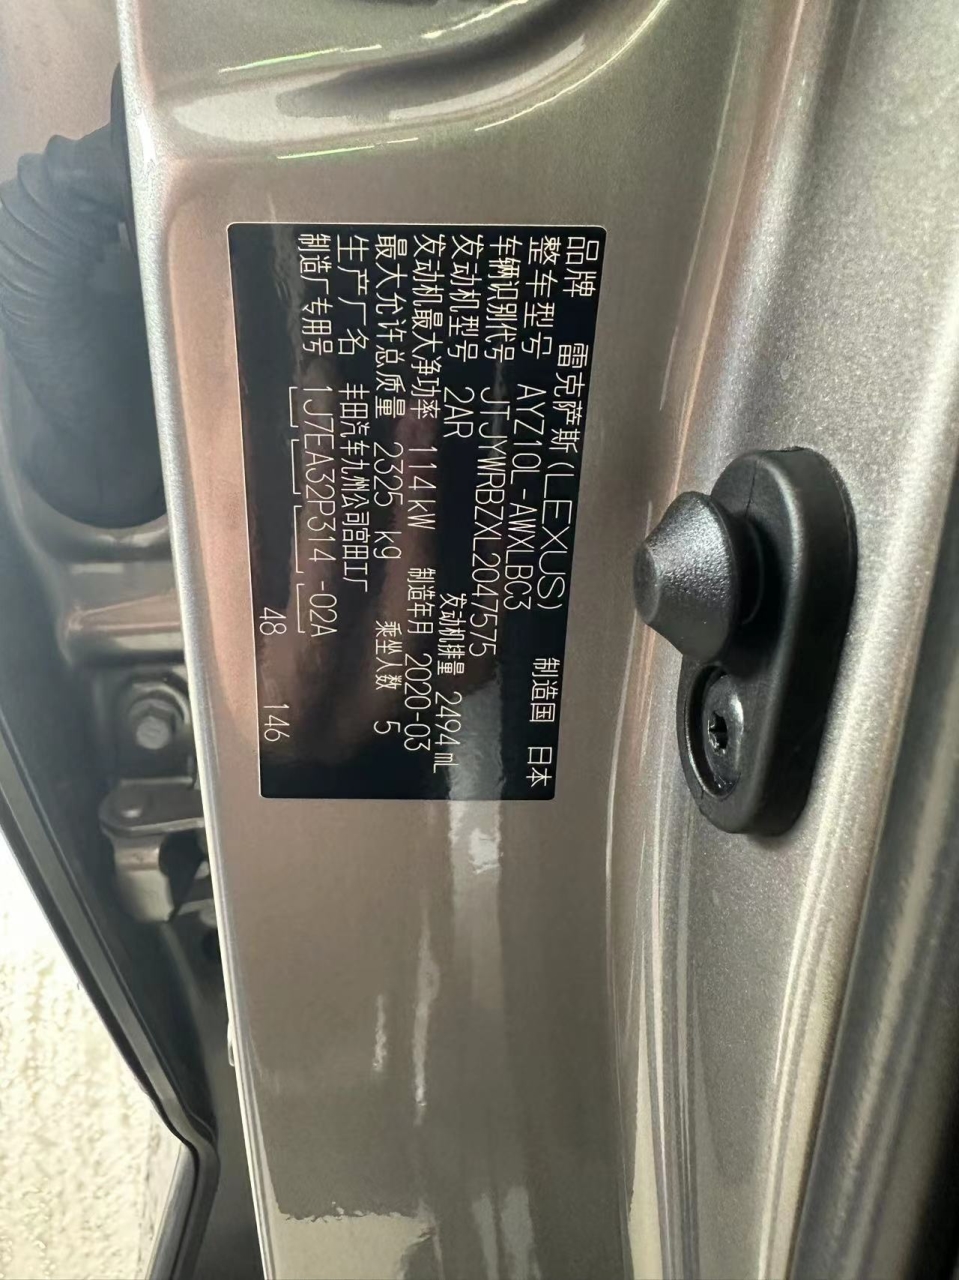 品牌 雷克萨斯(LEXUS) 制造国 日本
整车型号 AYZ10L-AWXLBC3
车辆识别代号 JTJYWRBZXL2047575
发动机型号 2AR 发动机排量 2494 mL
发动机最大净功率 114 kW 制造年月 2020-03
最大允许总质量 2325 kg 乘坐人数 5
生产厂名 丰田汽车九州公司宫田工厂
制造厂专用号 1J7EA32P314 -02A
48 146